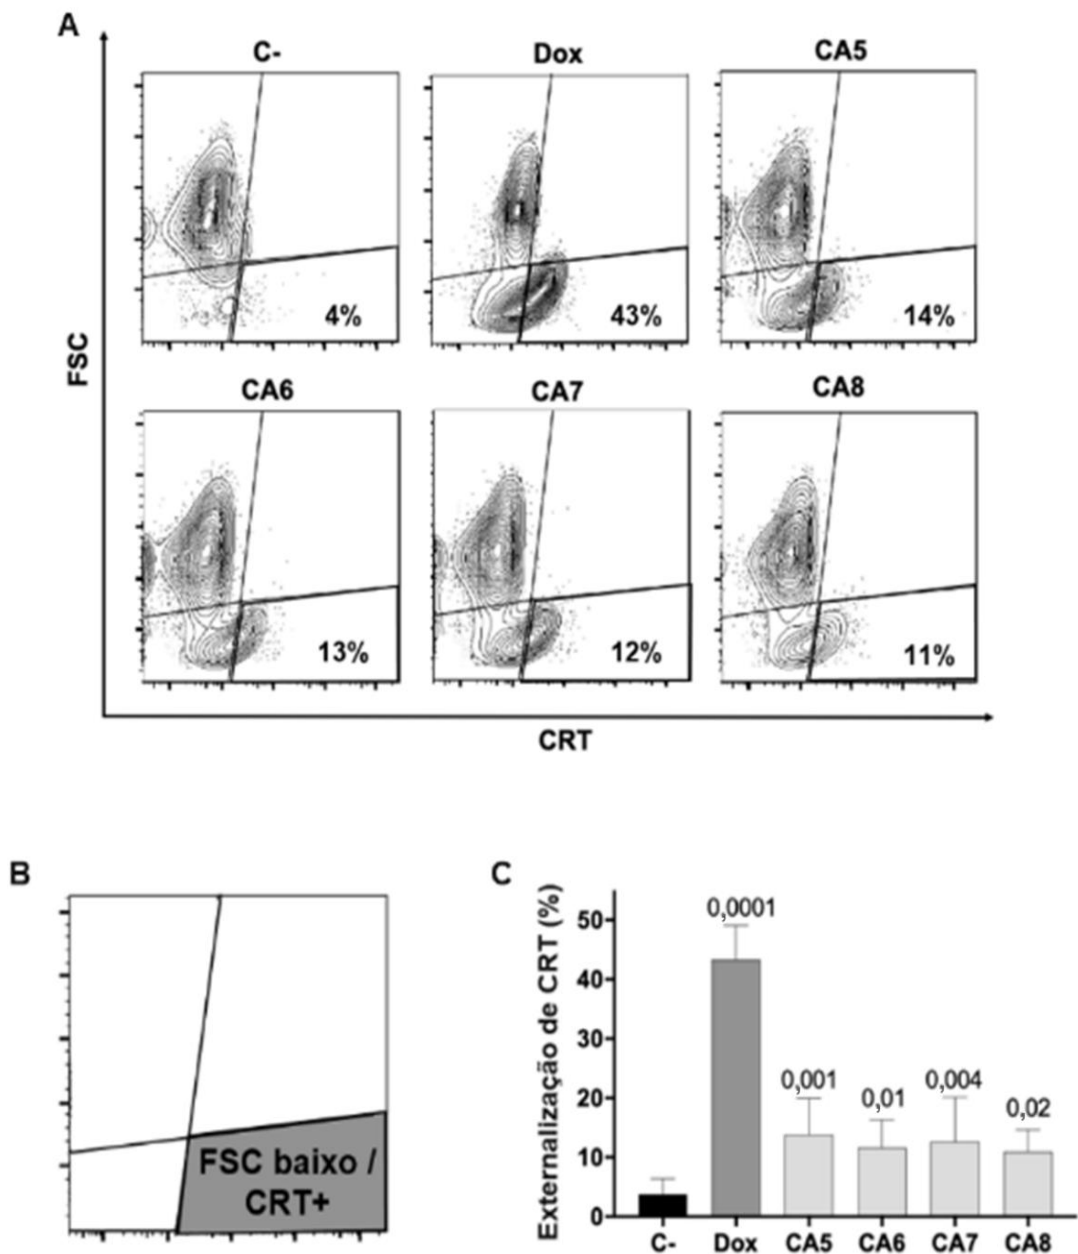 A
C-
Dox
CA5
4%
43%
14%
FSC
CA6
CA7
CA8
13%
12%
11%
CRT
B
FSC baixo /
CRT+
C
Externalização de CRT (%)
50
40
30
20
10
0
0,0001
0,001
0,01
0,004
0,02
C-
Dox
CA5
CA6
CA7
CA8